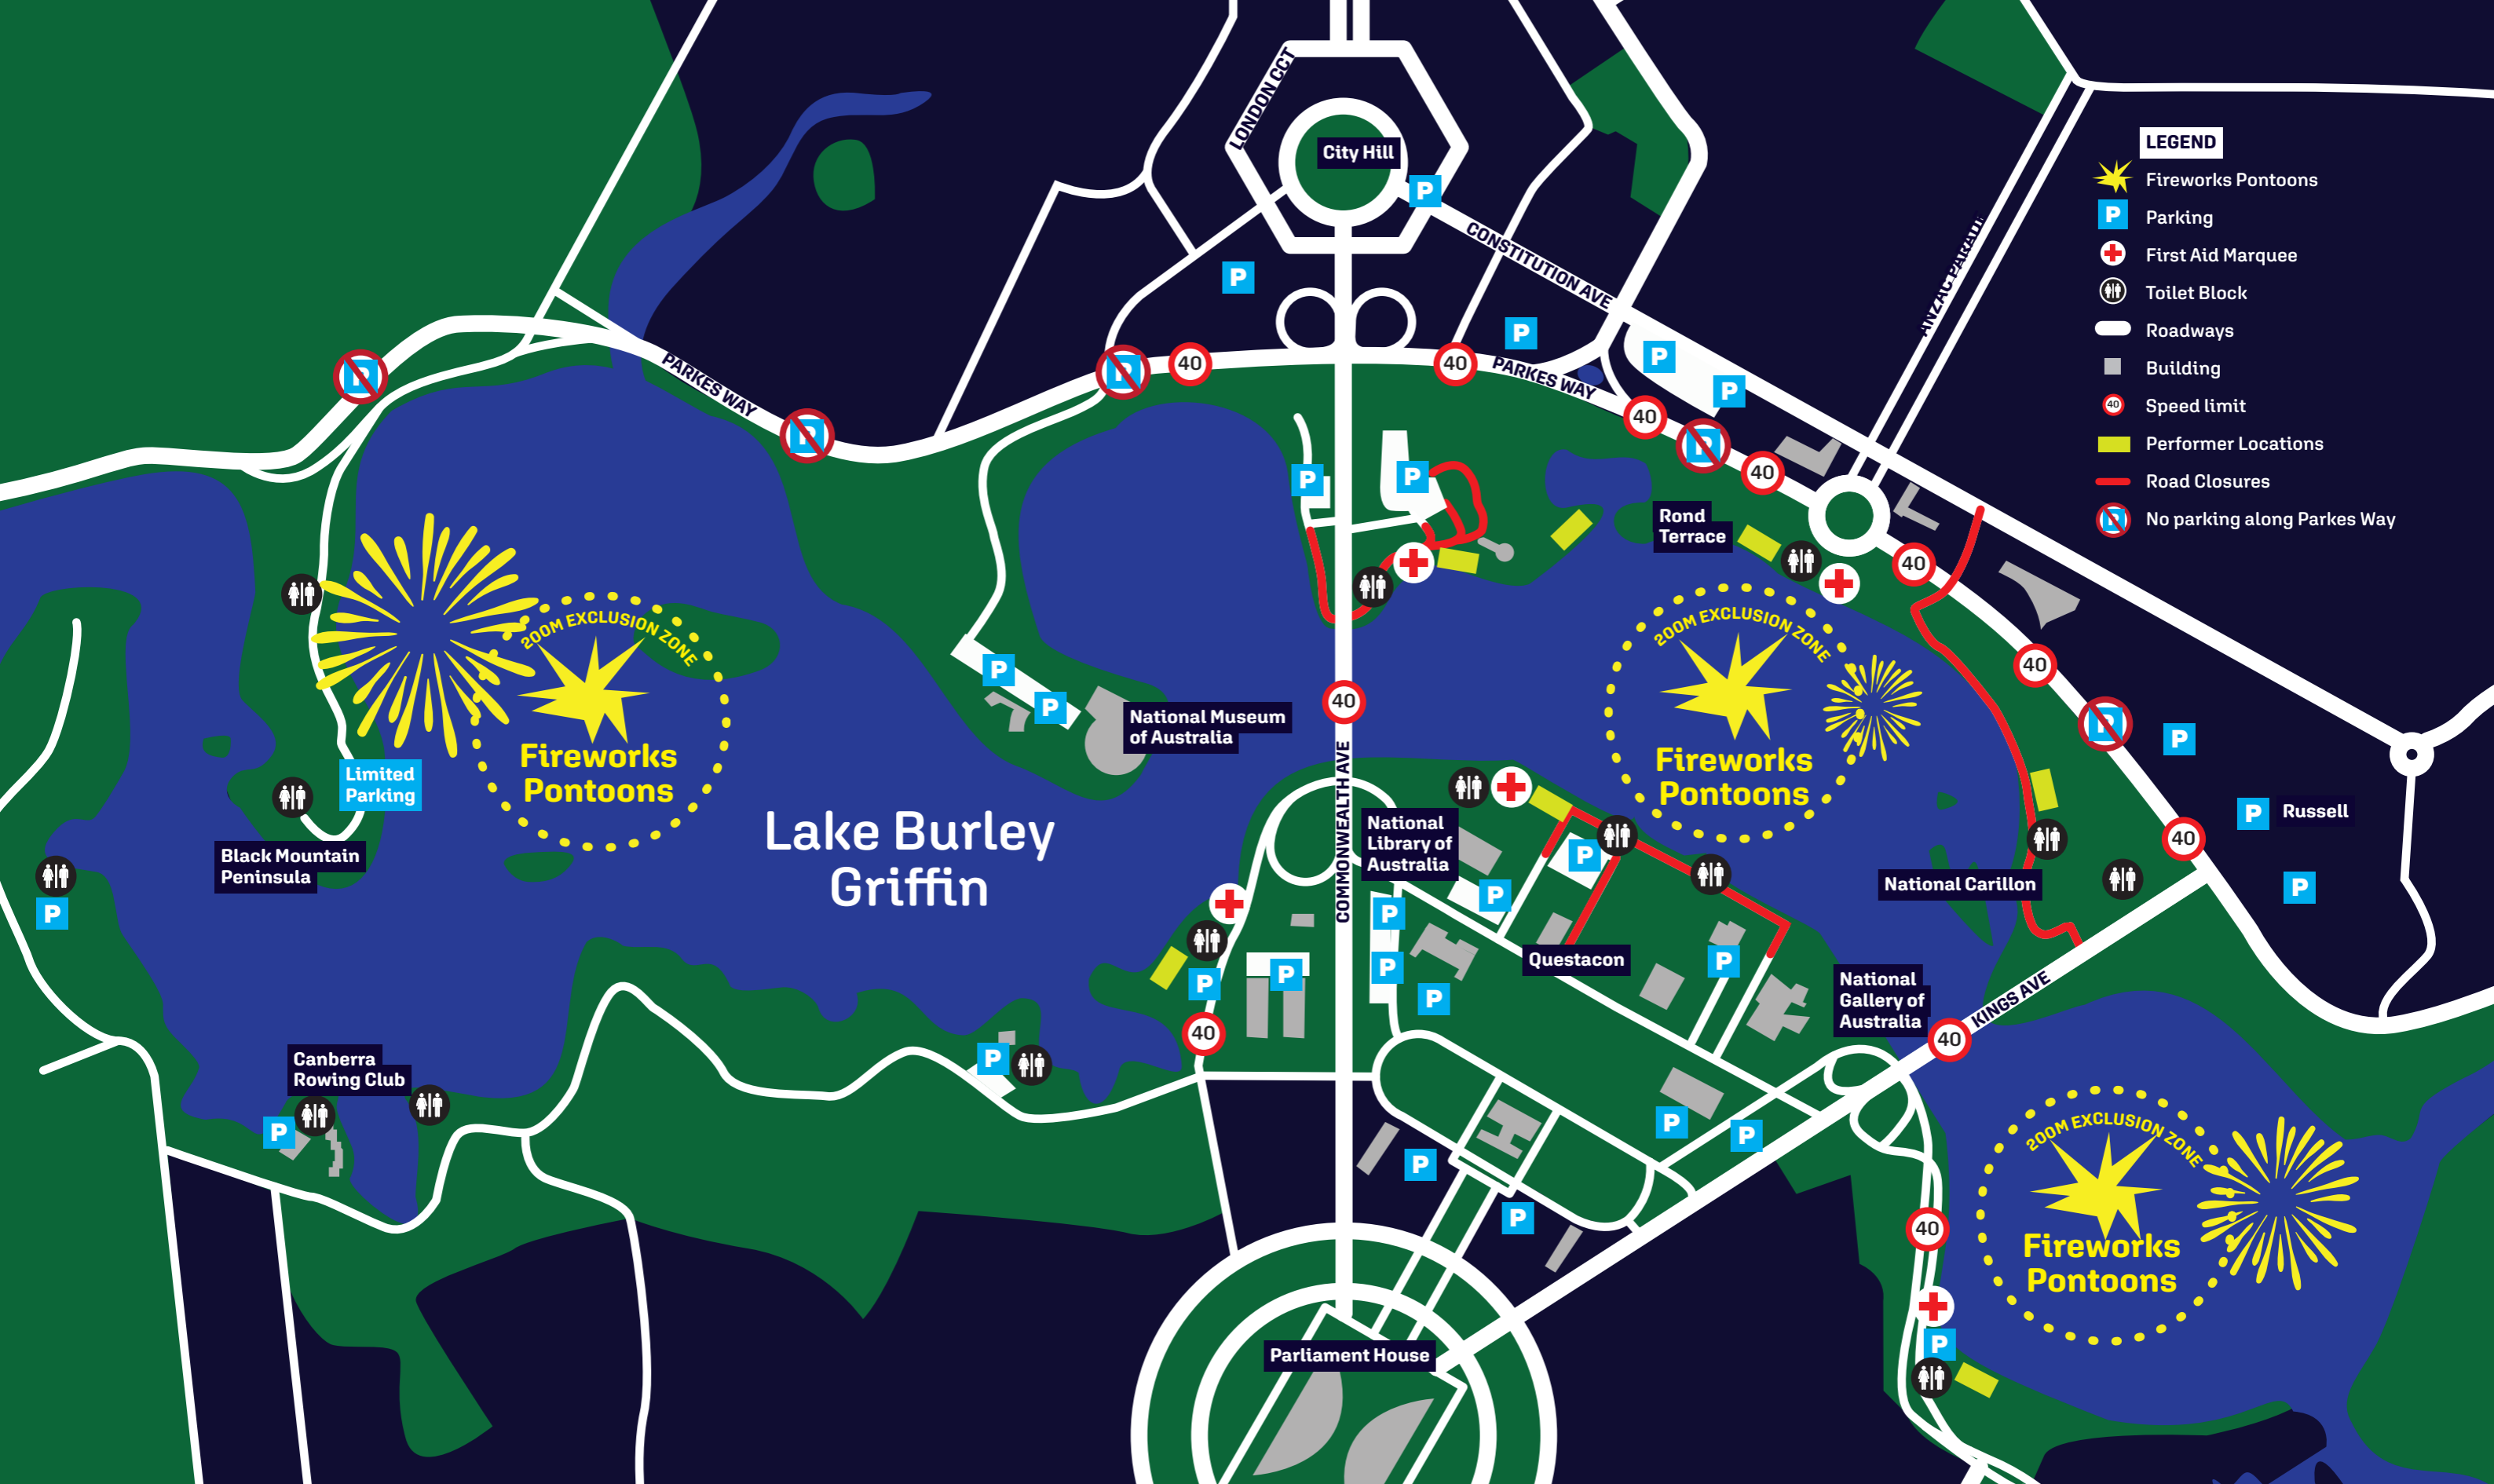 LONDON CCT
City Hill
P
CONSTITUTION AVE
ANZAC PARADE
LEGEND
Fireworks Pontoons
P
Parking
First Aid Marquee
Toilet Block
Roadways
Building
40
Speed limit
Performer Locations
Road Closures
P
No parking along Parkes Way
P
P
P
P
PARKES WAY
P
P
40
40
PARKES WAY
P
P
40
P
P
40
P
P
Rond
Terrace
40
200M EXCLUSION ZONE
Fireworks
Pontoons
Limited
Parking
Black Mountain
Peninsula
P
P
P
National Museum
of Australia
Lake Burley
Griffin
40
COMMONWEALTH AVE
200M EXCLUSION ZONE
Fireworks
Pontoons
40
P
P
P
Russell
40
P
National
Library of
Australia
P
P
P
P
P
Questacon
P
National Carillon
National
Gallery of
Australia
KINGS AVE
40
P
P
40
P
Canberra
Rowing Club
P
P
P
P
P
P
200M EXCLUSION ZONE
Fireworks
Pontoons
40
P
Parliament House